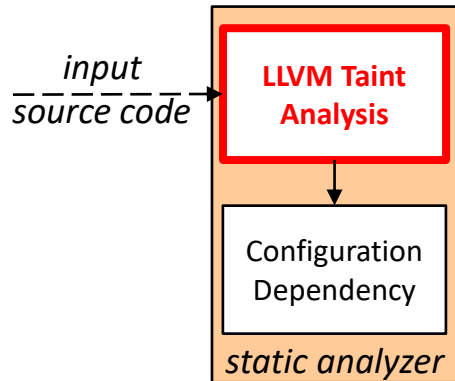 input
source code
LLVM Taint
Analysis
Configuration
Dependency
static analyzer